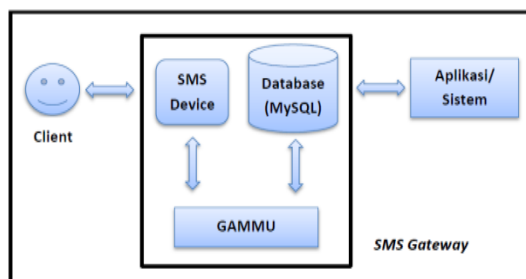 Client
SMS
Device
Database
(MySQL)
Aplikasi/
Sistem
GAMMU
SMS Gateway